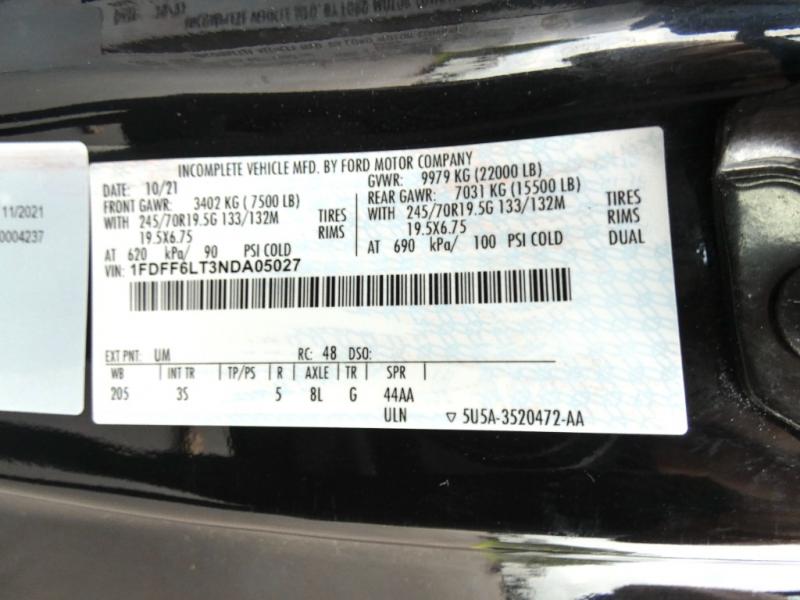 INCOMPLETE VEHICLE MFD. BY FORD MOTOR COMPANY
DATE: 10/21 GVWR: 9979 KG (22000 LB)
FRONT GAWR: 3402 KG ( 7500 LB) REAR GAWR: 7031 KG (15500 LB)
WITH 245/70R19.5G 133/132M TIRES WITH 245/70R19.5G 133/132M TIRES
19.5X6.75 RIMS 19.5X6.75 RIMS
AT 620 kPa/ 90 PSI COLD AT 690 kPa/ 100 PSI COLD DUAL
VIN: 1FDFF6LT3NDA05027
EXT PNT: UM RC: 48 DSO:
WB INT TR TP/PS R AXLE TR SPR
205 3S 5 8L G 44AA
ULN ▽ 5U5A-3520472-AA
11/2021
0004237